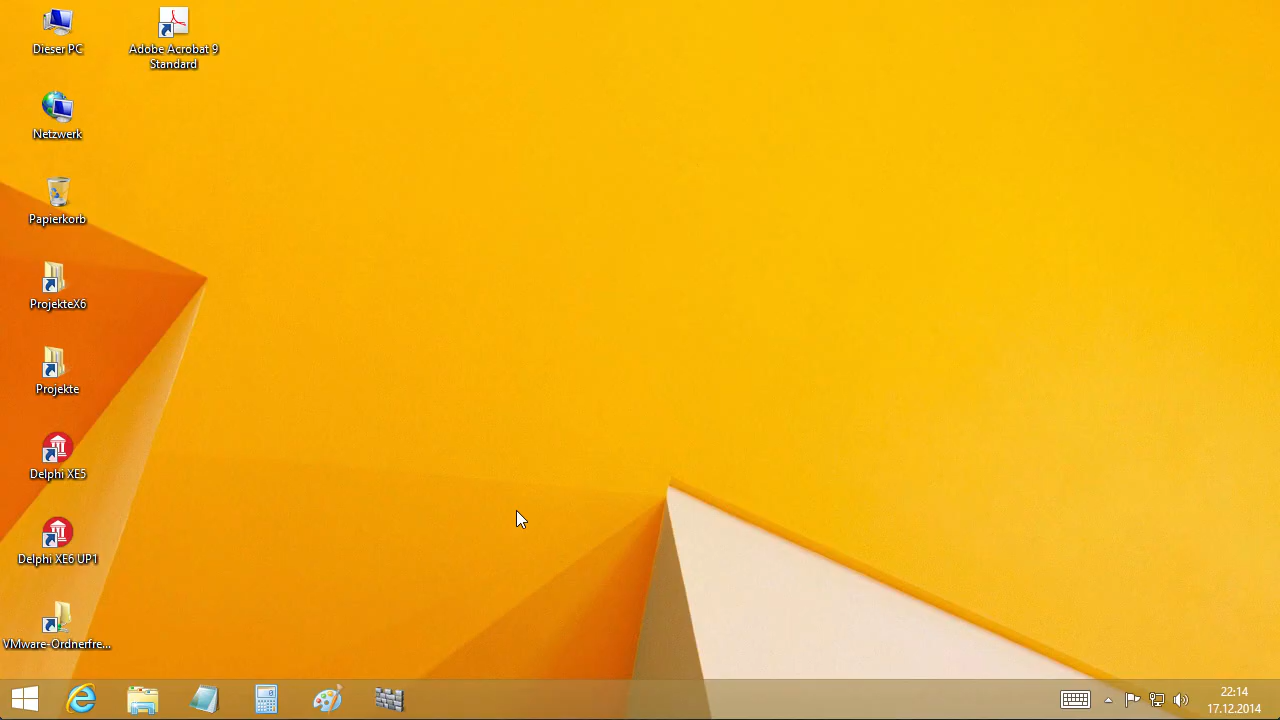 Dieser PC
Adobe Acrobat 9
Standard
Netzwerk
Papierkorb
ProjekteX6
Projekte
Delphi XE5
Delphi XE6 UP1
VMware-Ordnerfre...
22:14
17.12.2014